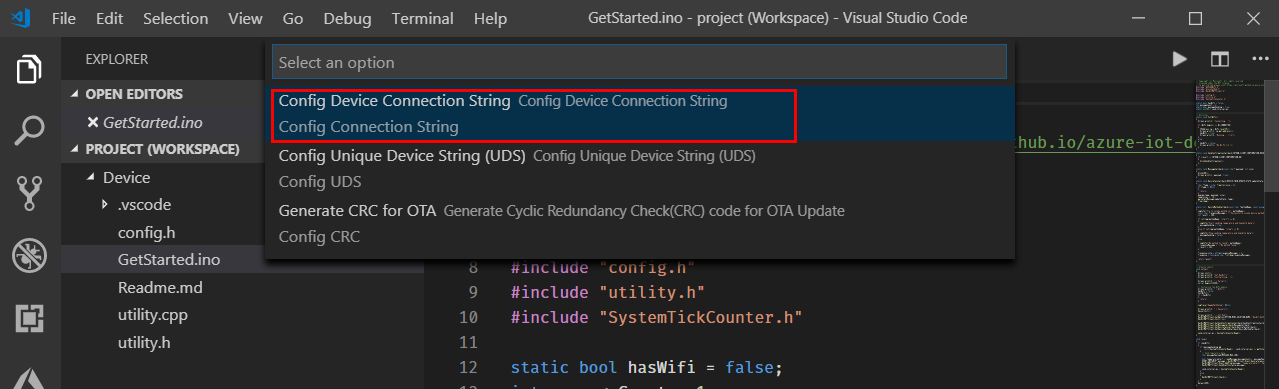 File Edit Selection View Go Debug Terminal Help GetStarted.ino - project (Workspace) - Visual Studio Code
EXPLORER
OPEN EDITORS
GetStarted.ino
PROJECT (WORKSPACE)
Device
.vscode
config.h
GetStarted.ino
Readme.md
utility.cpp
utility.h
Select an option
Config Device Connection String Config Device Connection String
Config Connection String
Config Unique Device String (UDS) Config Unique Device String (UDS)
Config UDS
Generate CRC for OTA Generate Cyclic Redundancy Check(CRC) code for OTA Update
Config CRC
hub.io/azure-iot-d
8 #include "config.h"
9 #include "utility.h"
10 #include "SystemTickCounter.h"
11
12 static bool hasWifi = false;